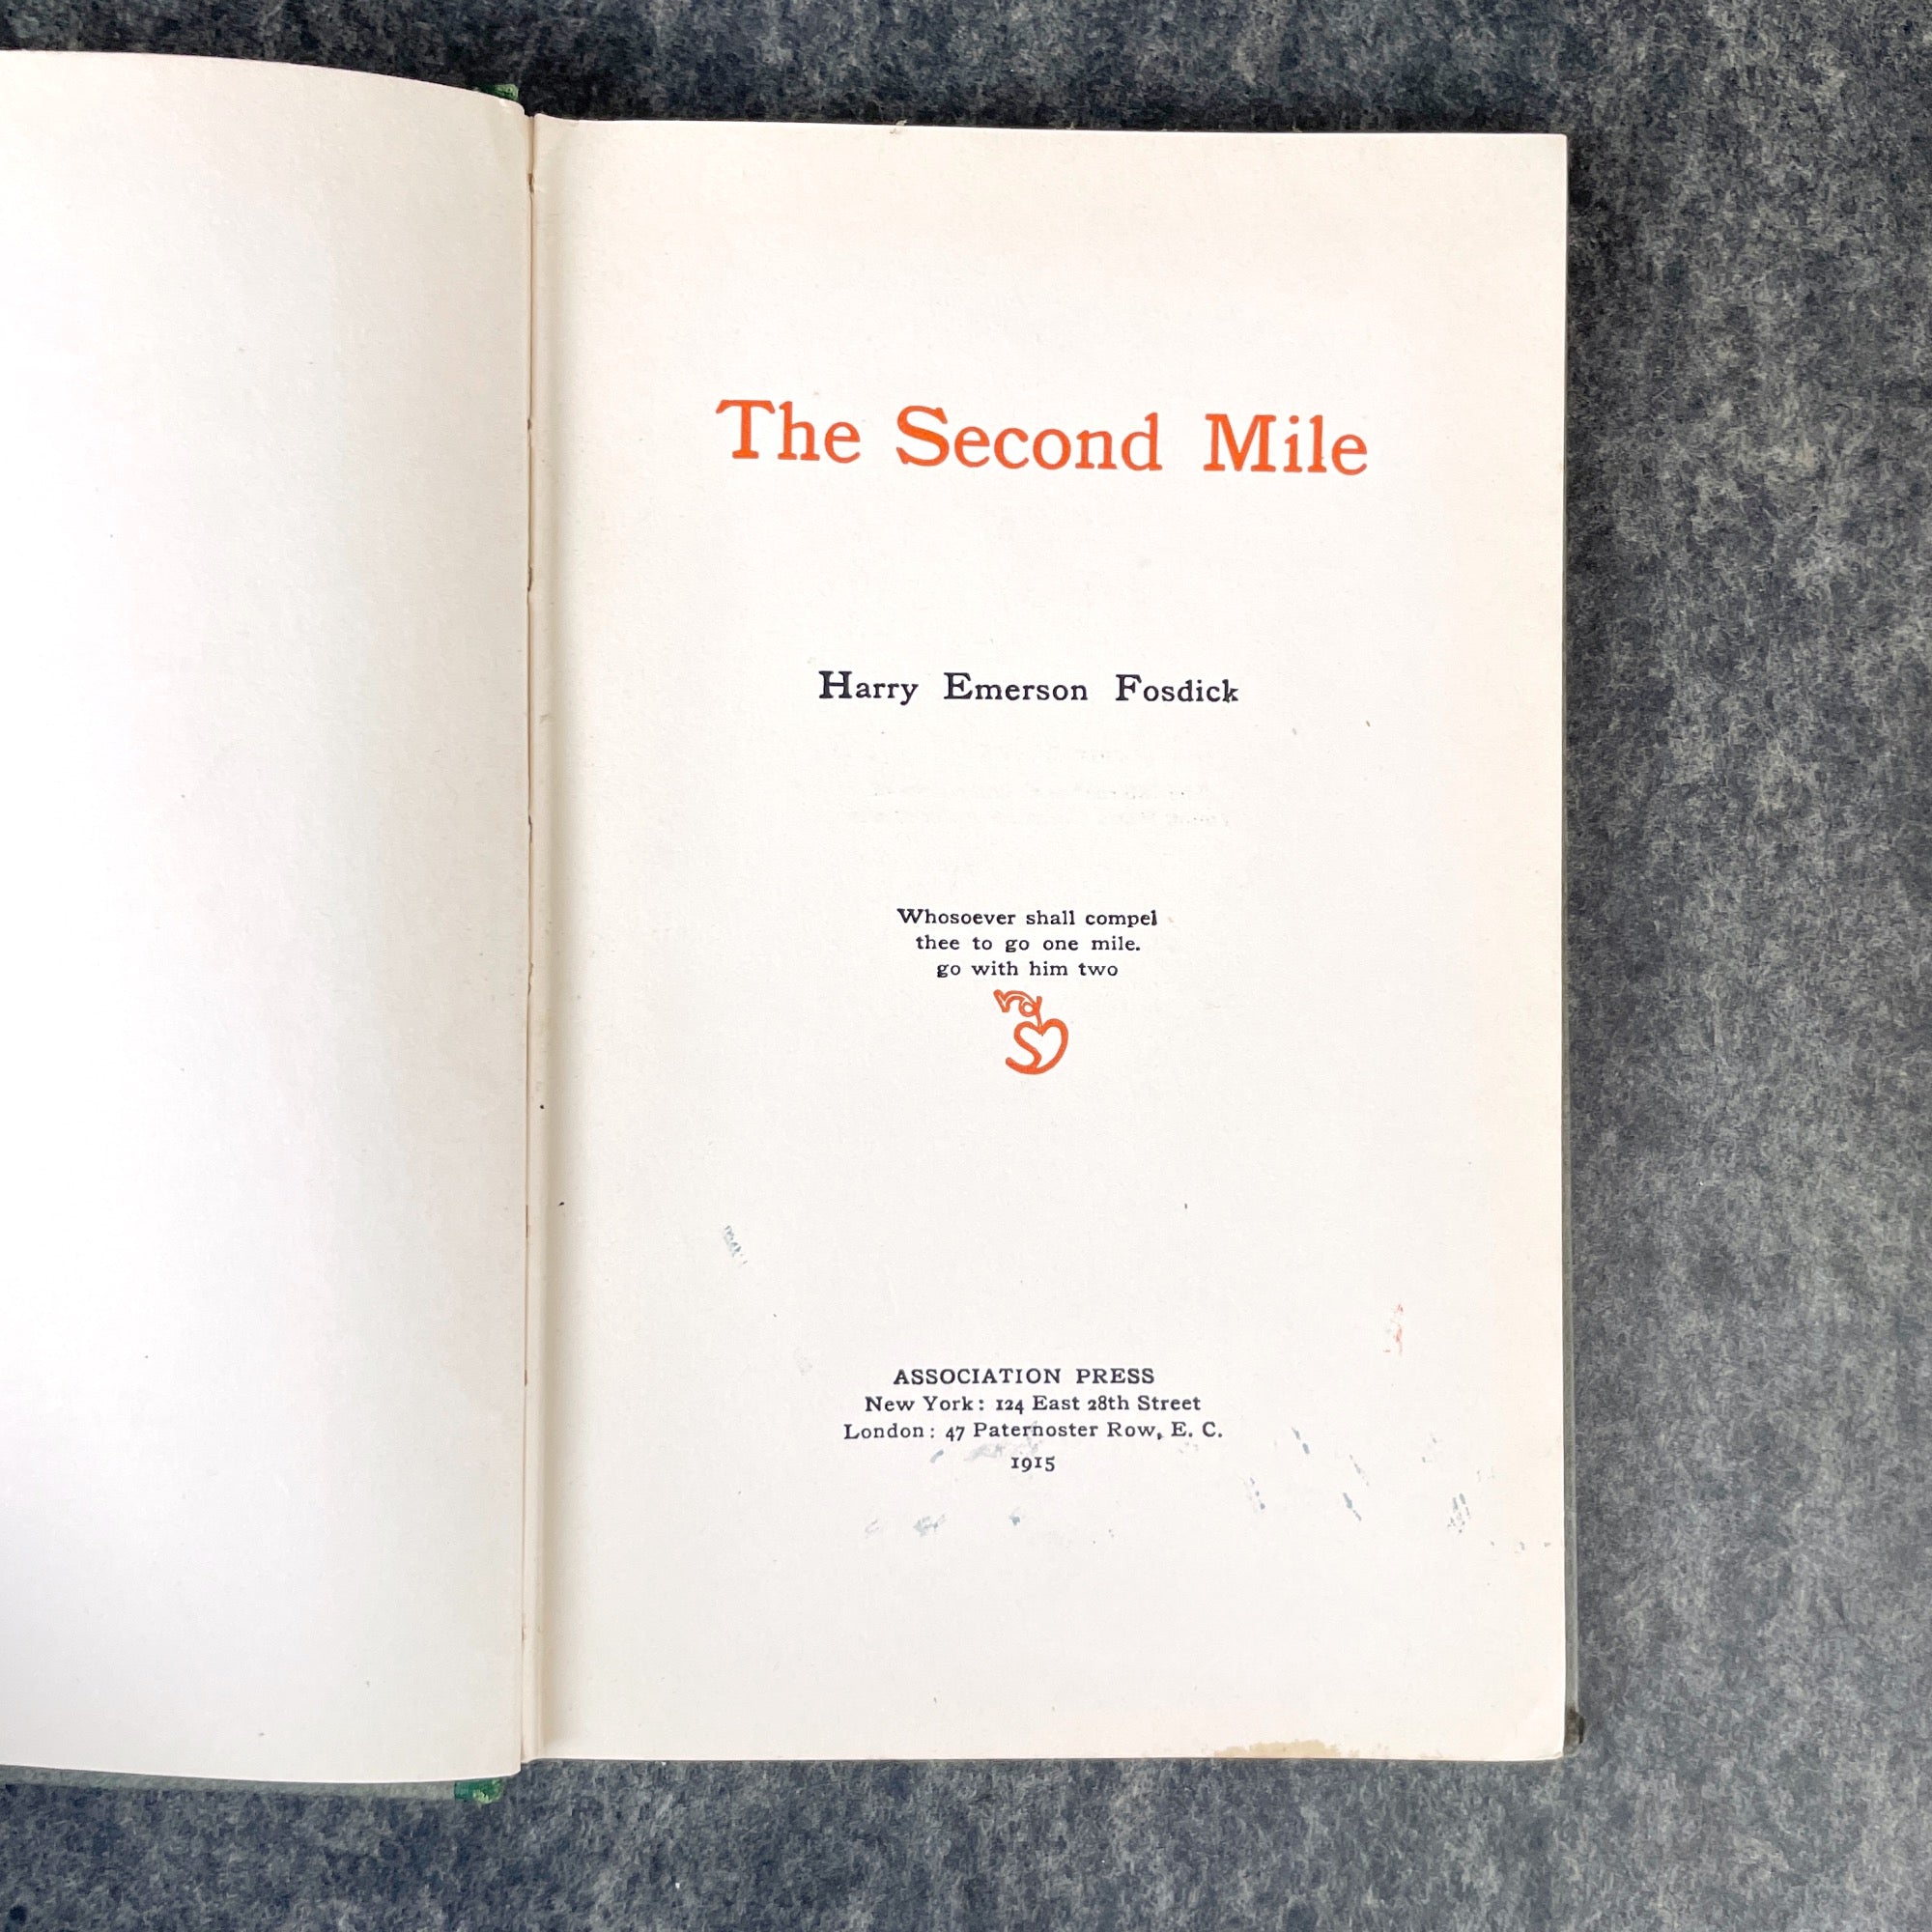 The Second Mile
Harry Emerson Fosdick
Whosoever shall compel
thee to go one mile.
go with him two
ASSOCIATION PRESS
New York: 124 East 28th Street
London: 47 Paternoster Row, E. C.
1915